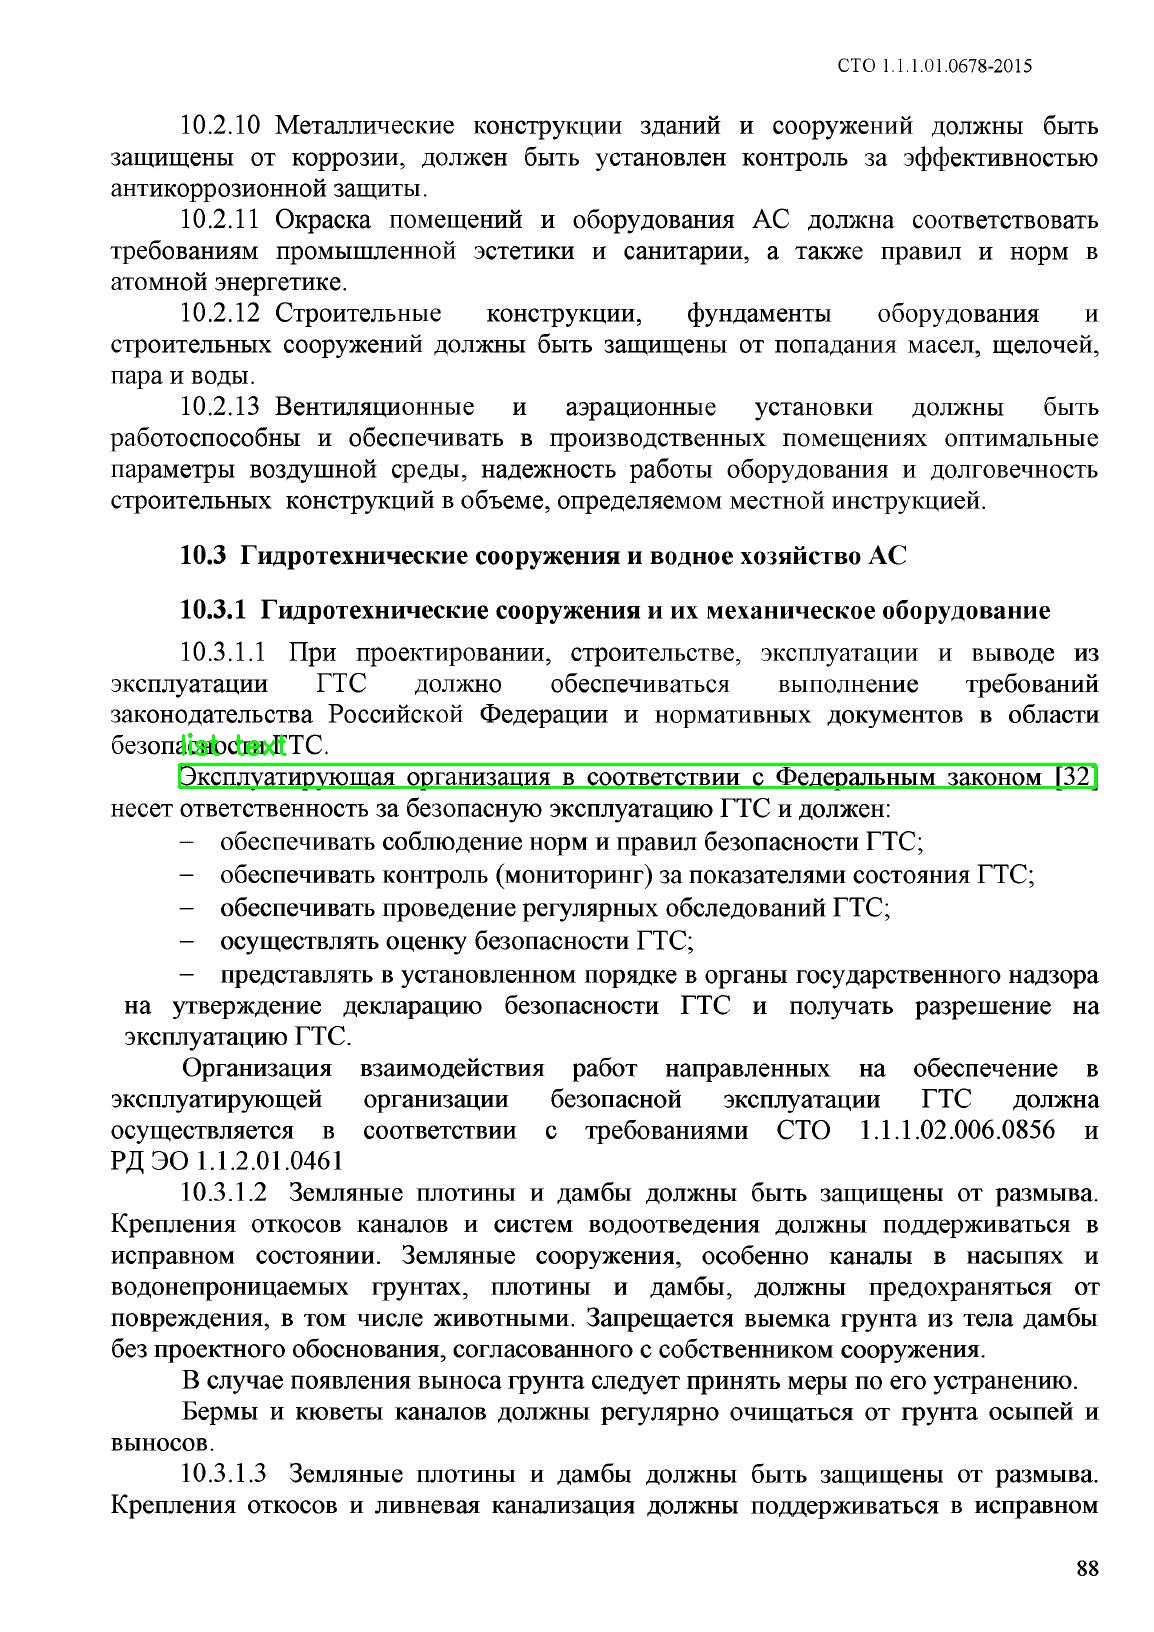 СТО 1.1.1.01.0678-2015
10.2.10 Металлические конструкции зданий и сооружений должны быть
защищены от коррозии, должен быть установлен контроль за эффективностью
антикоррозионной защиты.
10.2.11 Окраска помещений и оборудования АС должна соответствовать
требованиям промышленной эстетики и санитарии, а также правил и норм в
атомной энергетике.
10.2.12 Строительные конструкции, фундаменты оборудования и
строительных сооружений должны быть защищены от попадания масел, щелочей,
пара и воды.
10.2.13 Вентиляционные и аэрационные установки должны быть
работоспособны и обеспечивать в производственных помещениях оптимальные
параметры воздушной среды, надежность работы оборудования и долговечность
строительных конструкций в объеме, определяемом местной инструкцией.
10.3 Гидротехнические сооружения и водное хозяйство АС
10.3.1 Гидротехнические сооружения и их механическое оборудование
10.3.1.1 При проектировании, строительстве, эксплуатации и выводе из
эксплуатации ГТС должно обеспечиваться выполнение требований
законодательства Российской Федерации и нормативных документов в области
безопасности ГТС.
list text
Эксплуатирующая организация в соответствии с Федеральным законом [32]
несет ответственность за безопасную эксплуатацию ГТС и должен:
– обеспечивать соблюдение норм и правил безопасности ГТС;
– обеспечивать контроль (мониторинг) за показателями состояния ГТС;
– обеспечивать проведение регулярных обследований ГТС;
– осуществлять оценку безопасности ГТС;
– представлять в установленном порядке в органы государственного надзора
на утверждение декларацию безопасности ГТС и получать разрешение на
эксплуатацию ГТС.
Организация взаимодействия работ направленных на обеспечение в
эксплуатирующей организации безопасной эксплуатации ГТС должна
осуществляется в соответствии с требованиями СТО 1.1.1.02.006.0856 и
РД ЭО 1.1.2.01.0461
10.3.1.2 Земляные плотины и дамбы должны быть защищены от размыва.
Крепления откосов каналов и систем водоотведения должны поддерживаться в
исправном состоянии. Земляные сооружения, особенно каналы в насыпях и
водонепроницаемых грунтах, плотины и дамбы, должны предохраняться от
повреждения, в том числе животными. Запрещается выемка грунта из тела дамбы
без проектного обоснования, согласованного с собственником сооружения.
В случае появления выноса грунта следует принять меры по его устранению.
Бермы и кюветы каналов должны регулярно очищаться от грунта осыпей и
выносов.
10.3.1.3 Земляные плотины и дамбы должны быть защищены от размыва.
Крепления откосов и ливневая канализация должны поддерживаться в исправном
88